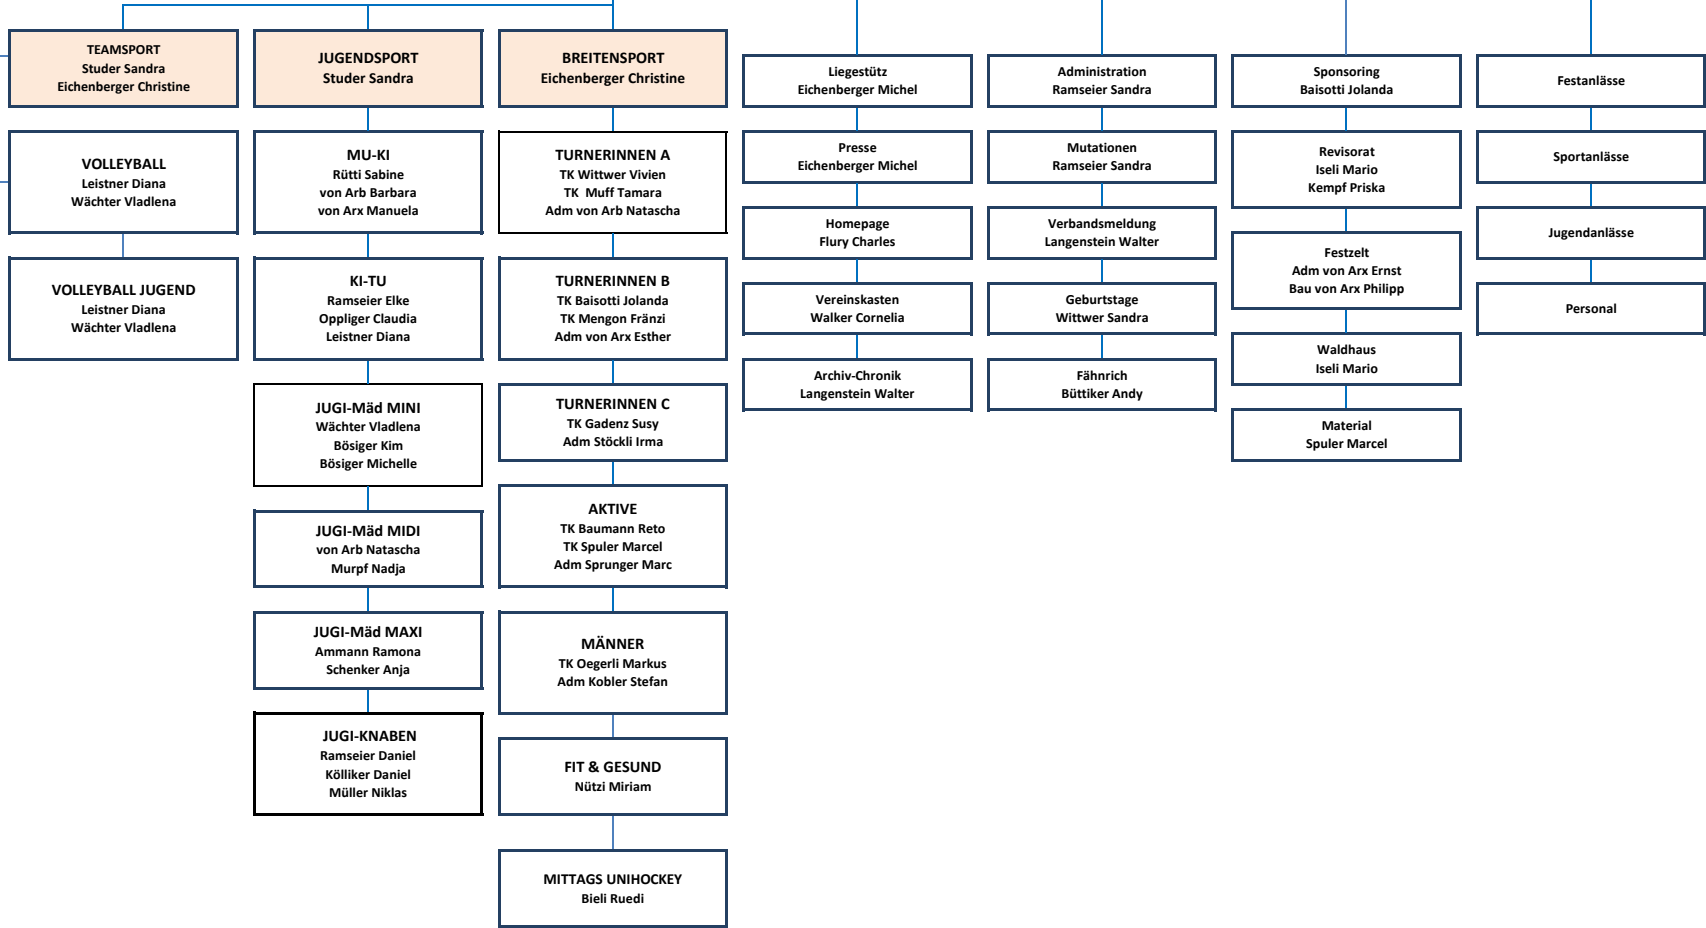 TEAMSPORT
Studer Sandra
Eichenberger Christine
VOLLEYBALL
Leistner Diana
Wächter Vladlena
VOLLEYBALL JUGEND
Leistner Diana
Wächter Vladlena
JUGENDSPORT
Studer Sandra
MU-KI
Rütti Sabine
von Arb Barbara
von Arx Manuela
KI-TU
Ramseier Elke
Oppliger Claudia
Leistner Diana
JUGI-Mäd MINI
Wächter Vladlena
Bösiger Kim
Bösiger Michelle
JUGI-Mäd MIDI
von Arb Natascha
Murpf Nadja
JUGI-Mäd MAXI
Ammann Ramona
Schenker Anja
JUGI-KNABEN
Ramseier Daniel
Kölliker Daniel
Müller Niklas
BREITENSPORT
Eichenberger Christine
TURNERINNEN A
TK Wittwer Vivien
TK Muff Tamara
Adm von Arb Natascha
TURNERINNEN B
TK Baisotti Jolanda
TK Mengon Fränzi
Adm von Arx Esther
TURNERINNEN C
TK Gadenz Susy
Adm Stöckli Irma
AKTIVE
TK Baumann Reto
TK Spuler Marcel
Adm Sprunger Marc
MÄNNER
TK Oegerli Markus
Adm Kobler Stefan
FIT & GESUND
Nützi Miriam
MITTAGS UNIHOCKEY
Bieli Ruedi
Liegestütz
Eichenberger Michel
Presse
Eichenberger Michel
Homepage
Flury Charles
Vereinskasten
Walker Cornelia
Archiv-Chronik
Langenstein Walter
Administration
Ramseier Sandra
Mutationen
Ramseier Sandra
Verbandsmeldung
Langenstein Walter
Geburtstage
Wittwer Sandra
Fähnrich
Büttiker Andy
Sponsoring
Baisotti Jolanda
Revisorat
Iseli Mario
Kempf Priska
Festzelt
Adm von Arx Ernst
Bau von Arx Philipp
Waldhaus
Iseli Mario
Material
Spuler Marcel
Festanlässe
Sportanlässe
Jugendanlässe
Personal